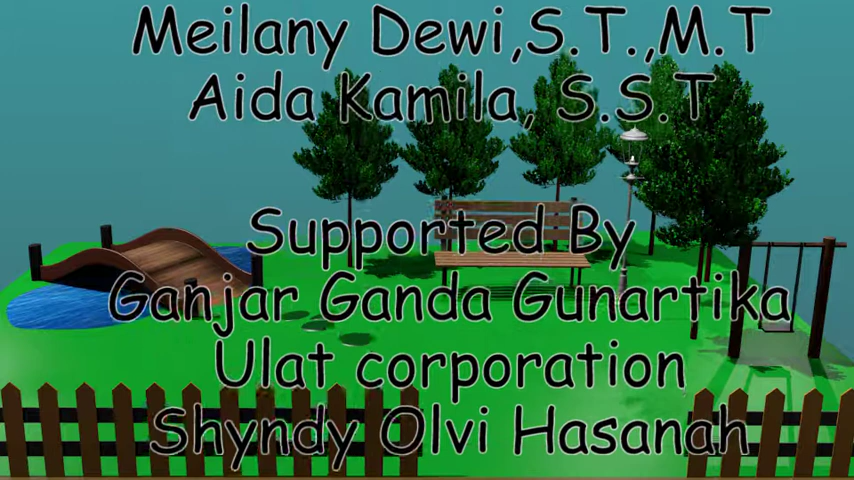 Meilany Dewi,S.T.,M.T
Aida Kamila, S.S.T
Supported By
Ganjar Ganda Gunartika
Ulat corporation
Shyndy Olvi Hasanah